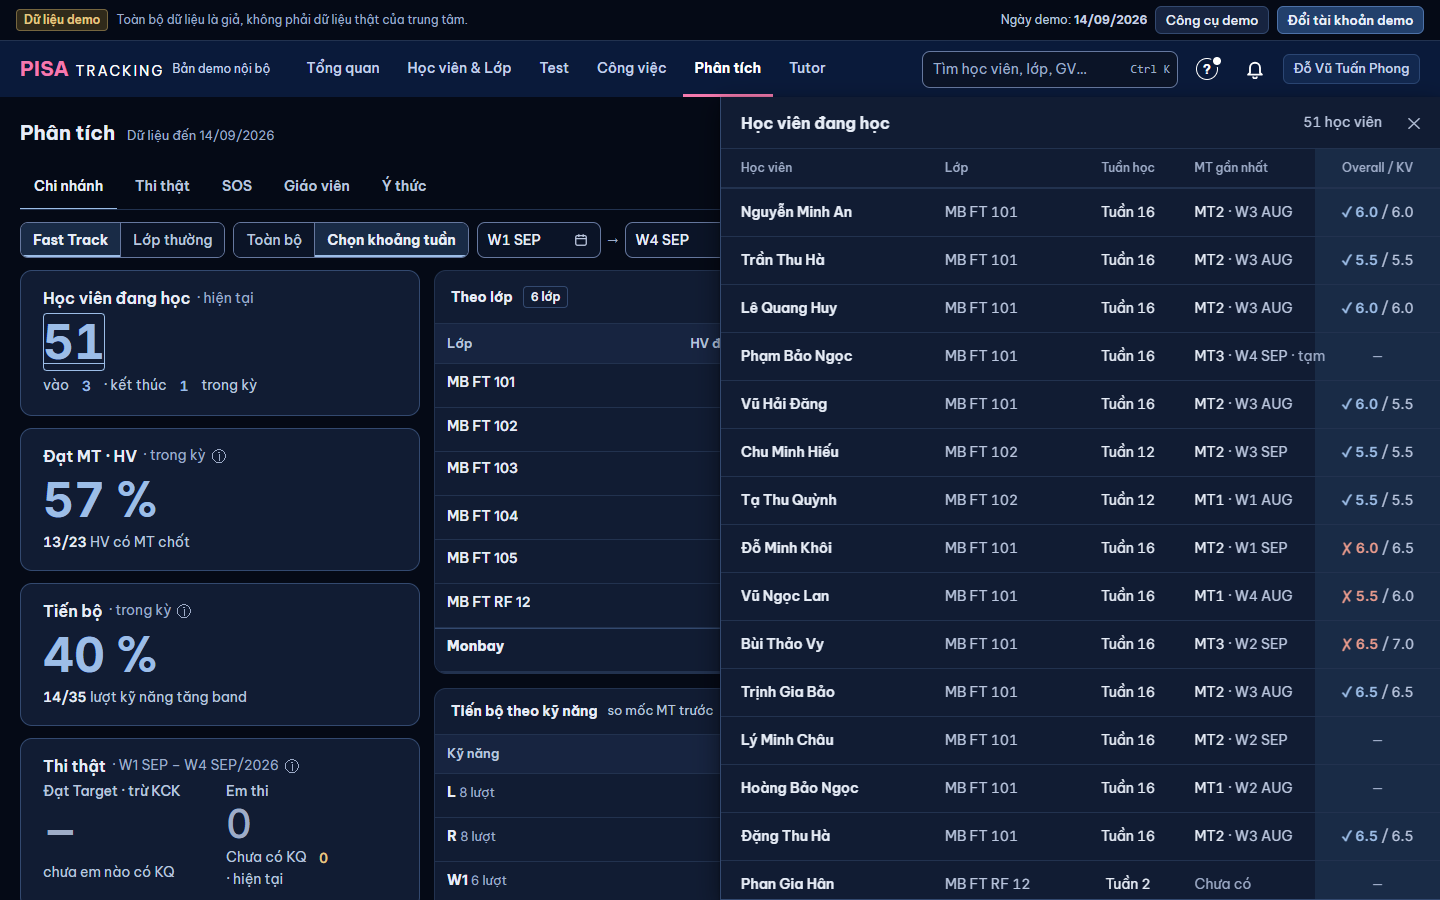 Dữ liệu demo Toàn bộ dữ liệu là giả, không phải dữ liệu thật của trung tâm. Ngày demo: 14/09/2026 Công cụ demo Đổi tài khoản demo
PISA TRACKING Bản demo nội bộ Tổng quan Học viên & Lớp Test Công việc Phân tích Tutor Tìm học viên, lớp, GV... Ctrl K ? Đỗ Vũ Tuấn Phong
Phân tích Dữ liệu đến 14/09/2026
Chi nhánh Thi thật SOS Giáo viên Ý thức
Fast Track Lớp thường Toàn bộ Chọn khoảng tuần W1 SEP → W4 SEP
Học viên đang học · hiện tại
51
vào 3 · kết thúc 1 trong kỳ
Đạt MT · HV · trong kỳ
57 %
13/23 HV có MT chốt
Tiến bộ · trong kỳ
40 %
14/35 lượt kỹ năng tăng band
Thi thật · W1 SEP – W4 SEP/2026
Đạt Target · trừ KCK Em thi
– 0
chưa em nào có KQ Chưa có KQ 0
· hiện tại
Theo lớp 6 lớp
Lớp HV đ
MB FT 101
MB FT 102
MB FT 103
MB FT 104
MB FT 105
MB FT RF 12
Monbay
Tiến bộ theo kỹ năng so mốc MT trước
Kỹ năng
L 8 lượt
R 8 lượt
W1 6 lượt
Học viên đang học 51 học viên
Học viên Lớp Tuần học MT gần nhất Overall / KV
Nguyễn Minh An MB FT 101 Tuần 16 MT2 · W3 AUG ✓ 6.0 / 6.0
Trần Thu Hà MB FT 101 Tuần 16 MT2 · W3 AUG ✓ 5.5 / 5.5
Lê Quang Huy MB FT 101 Tuần 16 MT2 · W3 AUG ✓ 6.0 / 6.0
Phạm Bảo Ngọc MB FT 101 Tuần 16 MT3 · W4 SEP · tạm –
Vũ Hải Đăng MB FT 101 Tuần 16 MT2 · W3 AUG ✓ 6.0 / 5.5
Chu Minh Hiếu MB FT 102 Tuần 12 MT2 · W3 SEP ✓ 5.5 / 5.5
Tạ Thu Quỳnh MB FT 102 Tuần 12 MT1 · W1 AUG ✓ 5.5 / 5.5
Đỗ Minh Khôi MB FT 101 Tuần 16 MT2 · W1 SEP ✗ 6.0 / 6.5
Vũ Ngọc Lan MB FT 101 Tuần 16 MT1 · W4 AUG ✗ 5.5 / 6.0
Bùi Thảo Vy MB FT 101 Tuần 16 MT3 · W2 SEP ✗ 6.5 / 7.0
Trịnh Gia Bảo MB FT 101 Tuần 16 MT2 · W3 AUG ✓ 6.5 / 6.5
Lý Minh Châu MB FT 101 Tuần 16 MT2 · W2 SEP –
Hoàng Bảo Ngọc MB FT 101 Tuần 16 MT1 · W2 AUG –
Đặng Thu Hà MB FT 101 Tuần 16 MT2 · W3 AUG ✓ 6.5 / 6.5
Phan Gia Hân MB FT RF 12 Tuần 2 Chưa có –